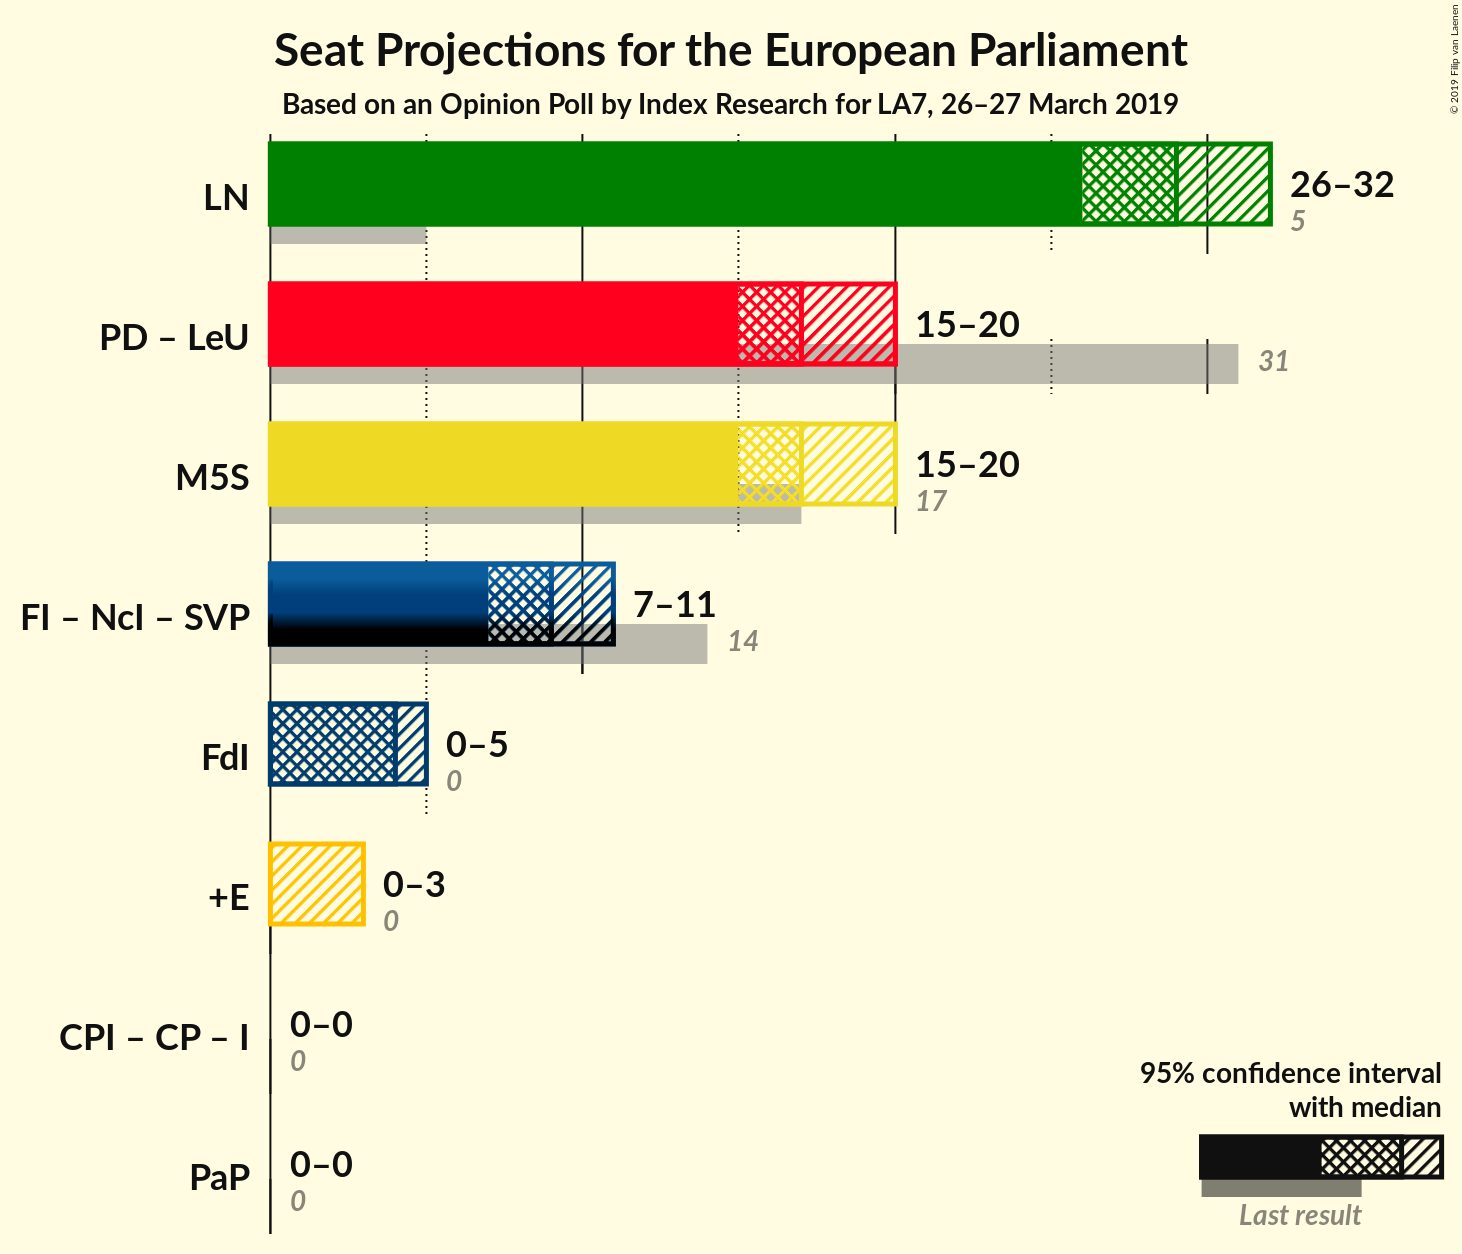 Seat Projections for the European Parliament
Based on an Opinion Poll by Index Research for LA7, 26–27 March 2019
© 2019 Filip van Laenen
LN
26–32
5
PD – LeU
15–20
31
M5S
15–20
17
FI – NcI – SVP
7–11
14
FdI
0–5
0
+E
0–3
0
CPI – CP – I
0–0
0
PaP
0–0
0
95% confidence interval
with median
Last result